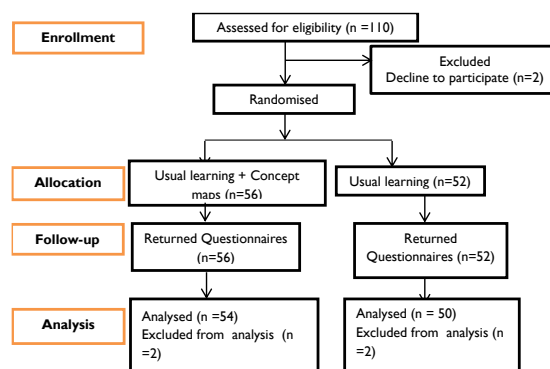 Enrollment
Assessed for eligibility (n =110)
Excluded
Decline to participate (n=2)
Randomised
Allocation
Usual learning + Concept
maps (n=56)
Usual learning (n=52)
Follow-up
Returned Questionnaires
(n=56)
Returned
Questionnaires (n=52)
Analysis
Analysed (n =54)
Excluded from analysis (n
=2)
Analysed (n = 50)
Excluded from analysis (n
=2)